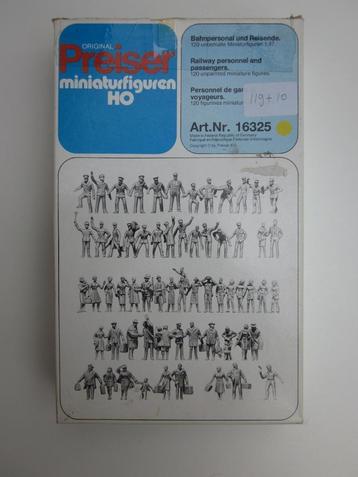 ORIGINAL
Preiser
miniaturfiguren
HO
Bahnpersonal und Reisende.
120 unbemalte Miniaturfiguren 1:87.
Railway personnel and
passengers.
120 unpainted miniature figures.
Personnel de
voyageurs.
120 figurines
119+10
Art.Nr. 16325
Made in Federal Republic of Germany